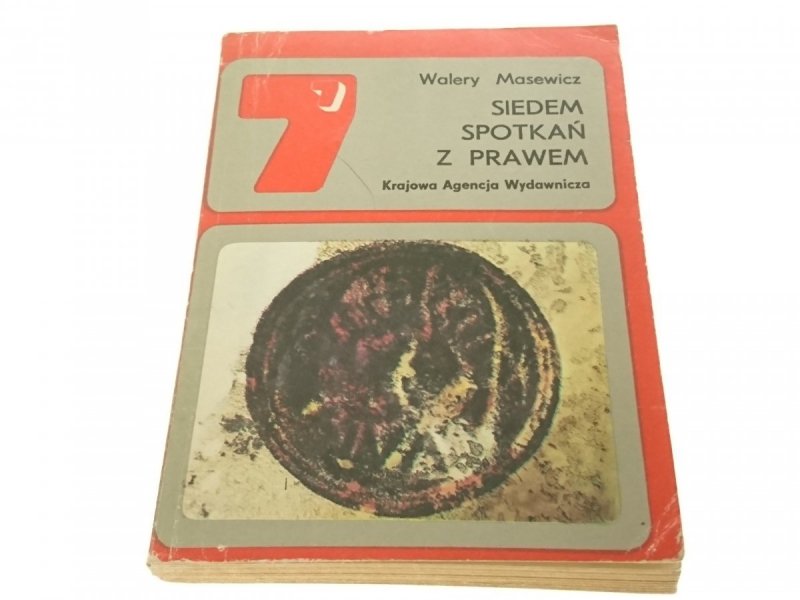 7
Walery Masewicz
SIEDEM
SPOTKAŃ
Z PRAWEM
Krajowa Agencja Wydawnicza